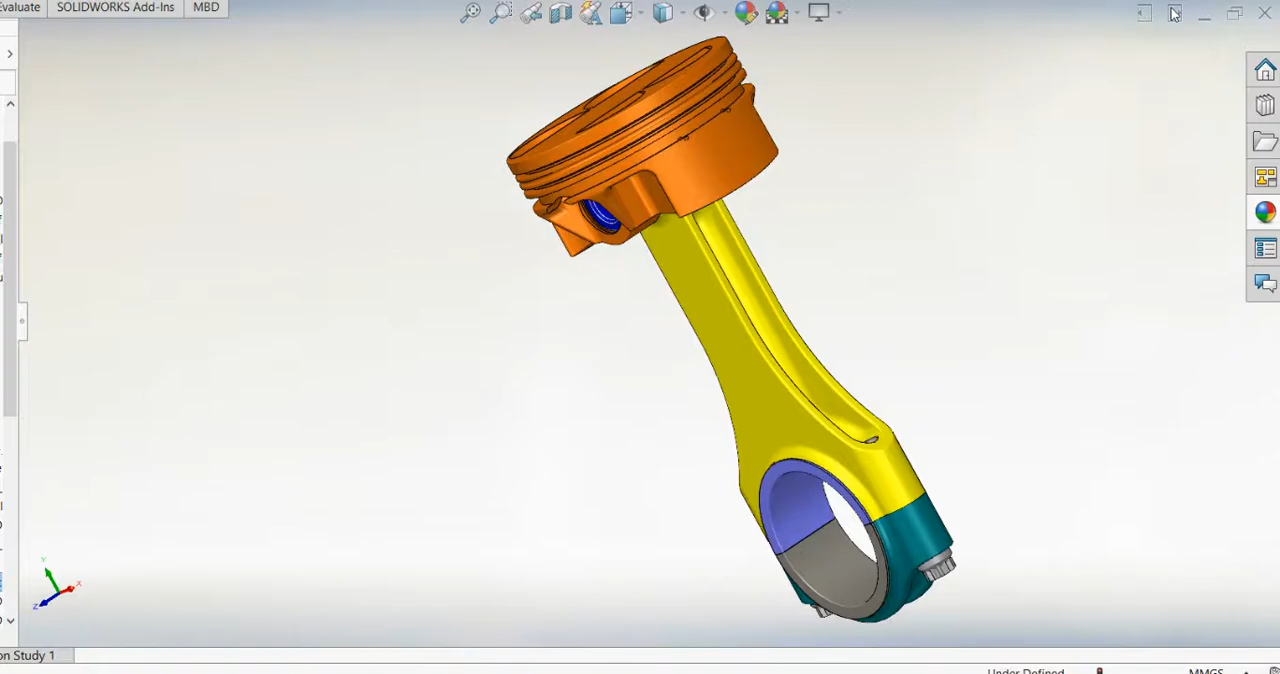 Evaluate SOLIDWORKS Add-Ins MBD
Y
X
Z
on Study 1
Under Defined MMGS